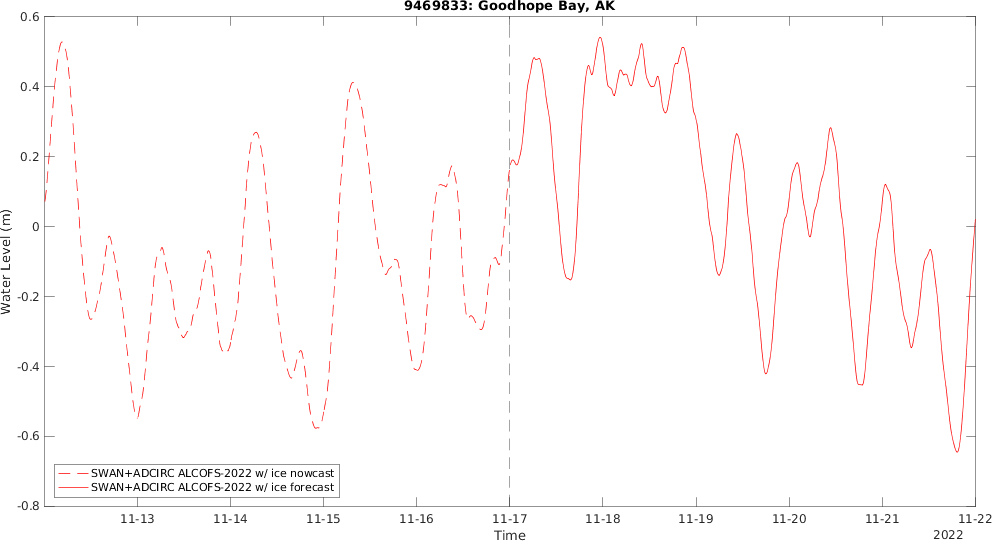 9469833: Goodhope Bay, AK
Water Level (m)
0.6
0.4
0.2
0
-0.2
-0.4
-0.6
-0.8
SWAN+ADCIRC ALCOFS-2022 w/ ice nowcast
SWAN+ADCIRC ALCOFS-2022 w/ ice forecast
11-13 11-14 11-15 11-16 11-17 11-18 11-19 11-20 11-21 11-22
Time
2022